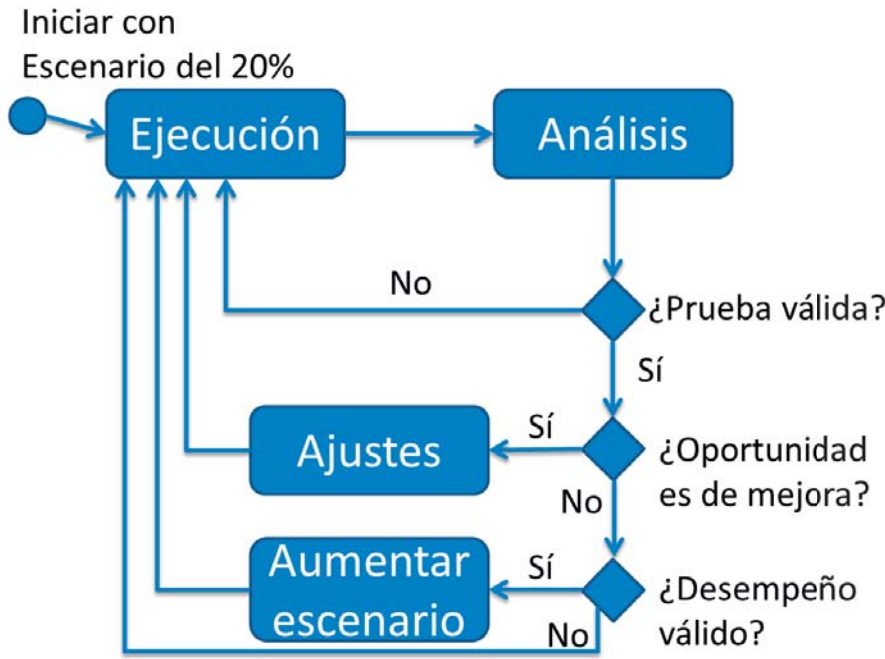 Iniciar con
Escenario del 20%
Ejecución
Análisis
No
¿Prueba válida?
Sí
Ajustes
Sí
¿Oportunidad
es de mejora?
No
Aumentar
escenario
Sí
¿Desempeño
válido?
No